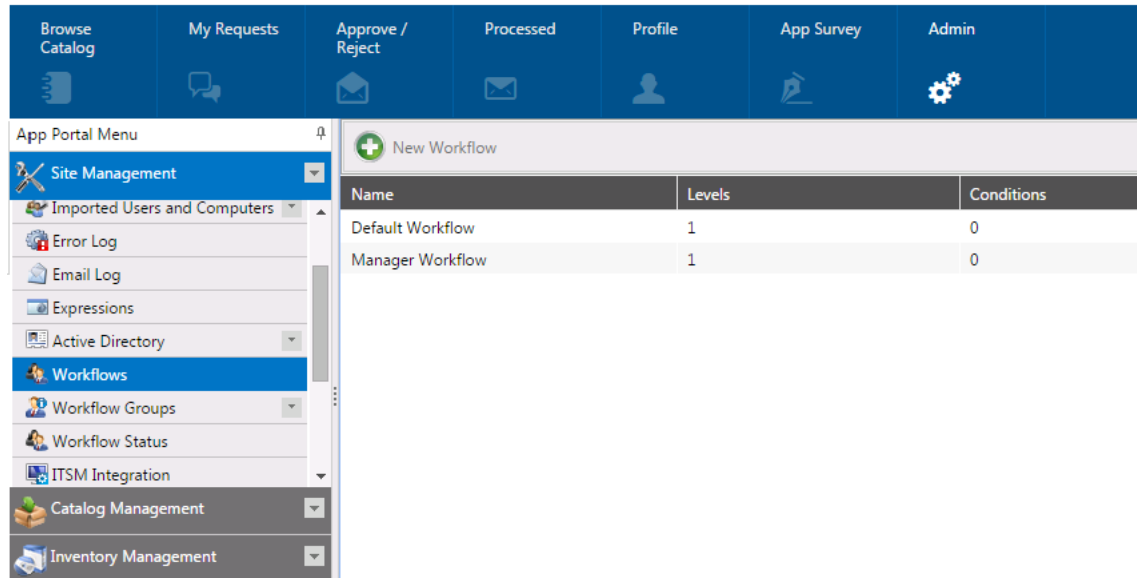 Browse
Catalog
My Requests
Approve /
Reject
Processed
Profile
App Survey
Admin
App Portal Menu
Site Management
Imported Users and Computers
Error Log
Email Log
Expressions
Active Directory
Workflows
Workflow Groups
Workflow Status
ITSM Integration
Catalog Management
Inventory Management
New Workflow
Name Levels Conditions
Default Workflow 1 0
Manager Workflow 1 0